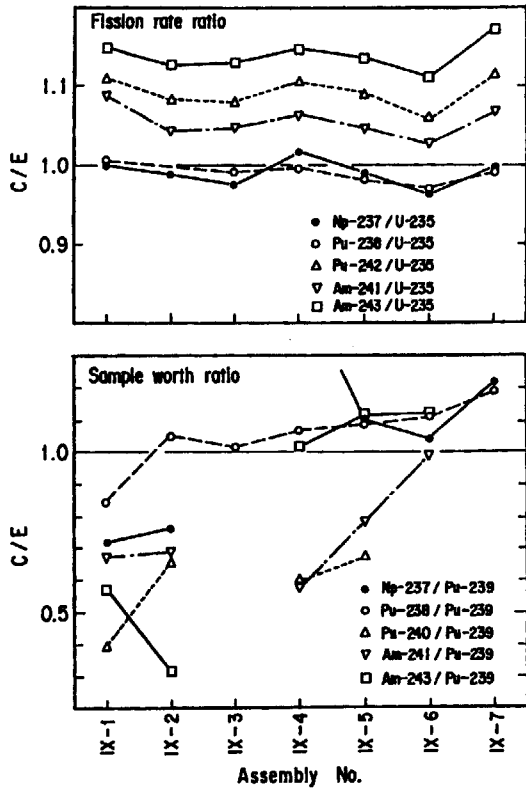 Fission rate ratio
1.1
1.0
0.9
C/E
Np-237/U-235
Pu-238/U-235
Pu-242/U-235
Am-241/U-235
Am-243/U-235
Sample worth ratio
1.0
0.5
C/E
Np-237/Pu-239
Pu-238/Pu-239
Pu-240/Pu-239
Am-241/Pu-239
Am-243/Pu-239
IX-1
IX-2
IX-3
IX-4
IX-5
IX-6
IX-7
Assembly No.